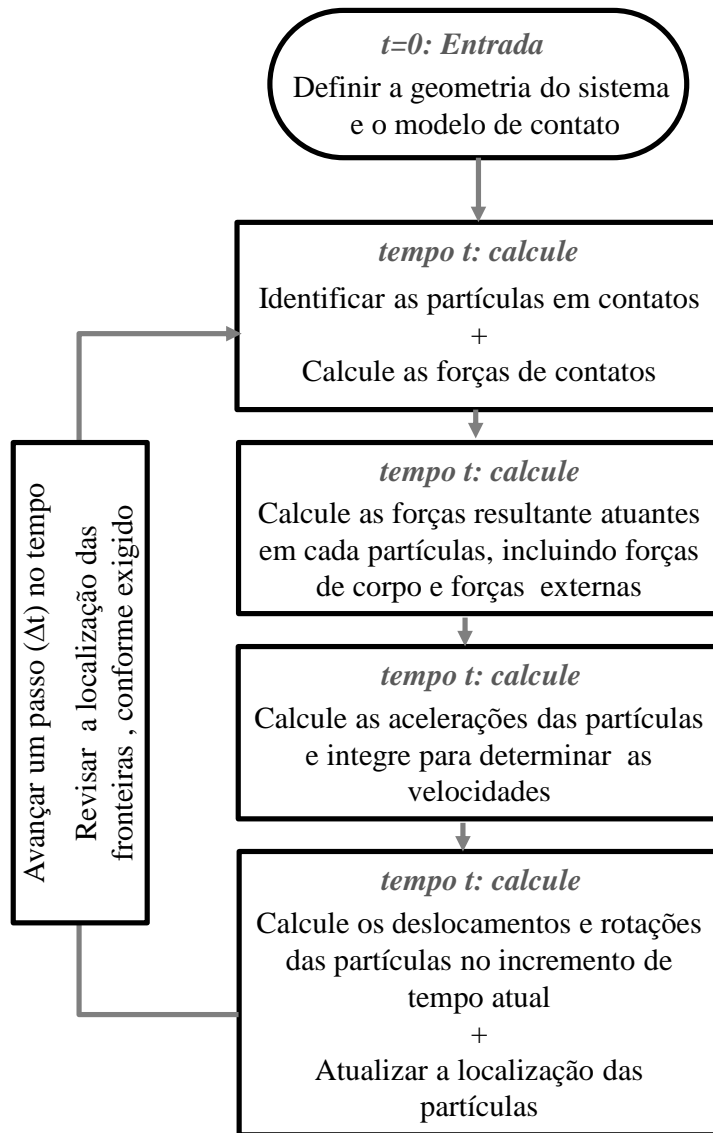 t=0: Entrada
Definir a geometria do sistema
e o modelo de contato
tempo t: calcule
Identificar as partículas em contatos
+
Calcule as forças de contatos
tempo t: calcule
Calcule as forças resultante atuantes
em cada partículas, incluindo forças
de corpo e forças externas
tempo t: calcule
Calcule as acelerações das partículas
e integre para determinar as
velocidades
tempo t: calcule
Calcule os deslocamentos e rotações
das partículas no incremento de
tempo atual
+
Atualizar a localização das
partículas
Avançar um passo (Δt) no tempo
Revisar a localização das
fronteiras , conforme exigido